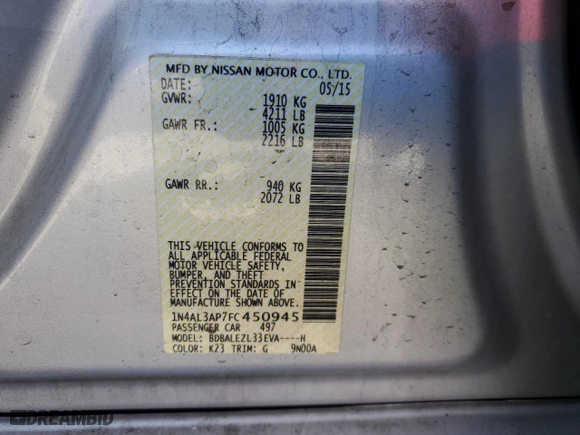 MFD BY NISSAN MOTOR CO., LTD.
DATE: 05/15
GVWR: 1910 KG
4211 LB
GAWR FR.: 1005 KG
2216 LB
GAWR RR.: 940 KG
2072 LB
THIS VEHICLE CONFORMS TO
ALL APPLICABLE FEDERAL
MOTOR VEHICLE SAFETY,
BUMPER, AND THEFT
PREVENTION STANDARDS IN
EFFECT ON THE DATE OF
MANUFACTURE SHOWN ABOVE.
1N4AL3AP7FC450945
PASSENGER CAR 497
MODEL: BDBALEZL33EVA----H
COLOR: K23 TRIM: G 9N00A
DREAMBID